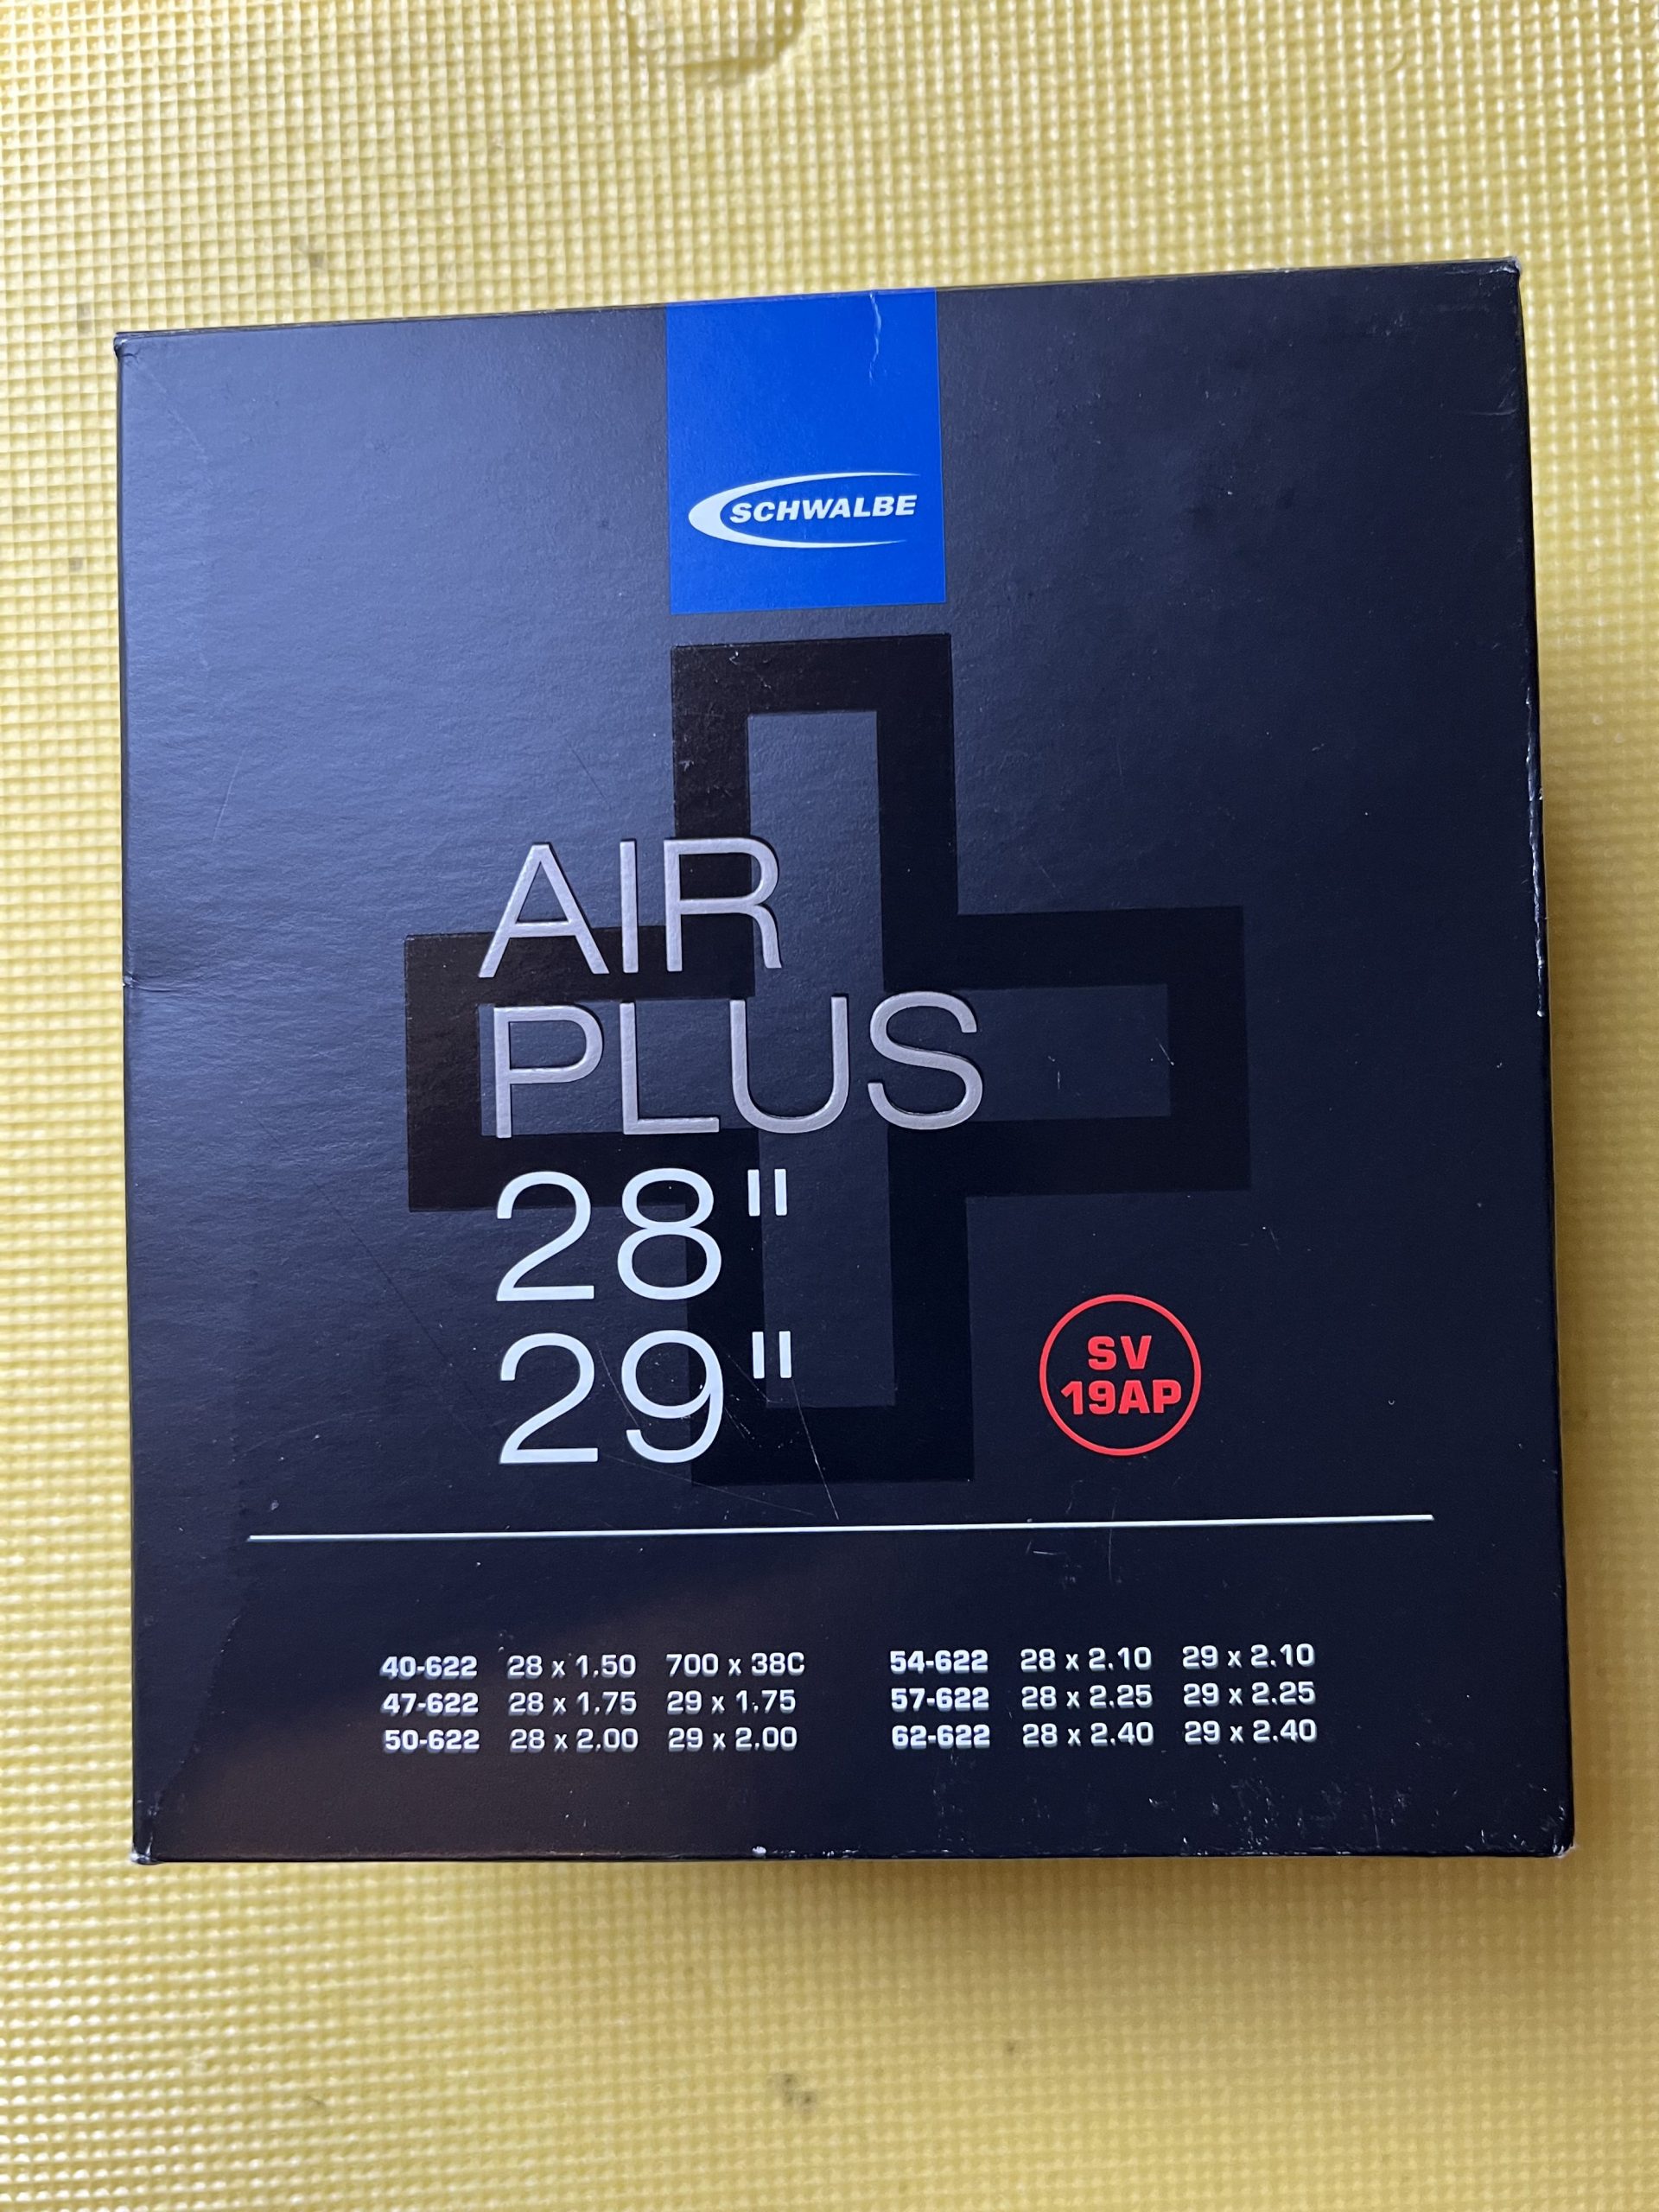 SCHWALBE
AIR
PLUS
28"
29"
SV
19AP
40-622 28 x 1.50 700 x 38C
47-622 28 x 1.75 29 x 1.75
50-622 28 x 2.00 29 x 2.00
54-622 28 x 2.10 29 x 2.10
57-622 28 x 2.25 29 x 2.25
62-622 28 x 2.40 29 x 2.40